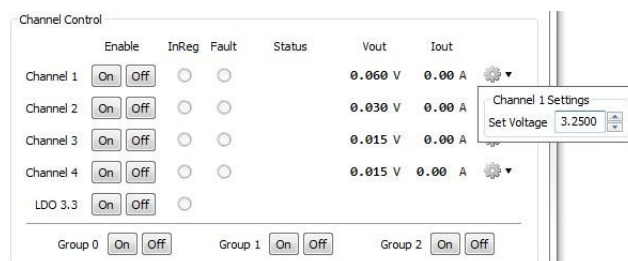 Channel Control
Enable InReg Fault Status Vout Iout
Channel 1 On Off 0.060 V 0.00 A
Channel 1 Settings
Channel 2 On Off 0.030 V 0.00 A
Set Voltage 3.2500
Channel 3 On Off 0.015 V 0.00 A
Channel 4 On Off 0.015 V 0.00 A
LDO 3.3 On Off
Group 0 On Off Group 1 On Off Group 2 On Off